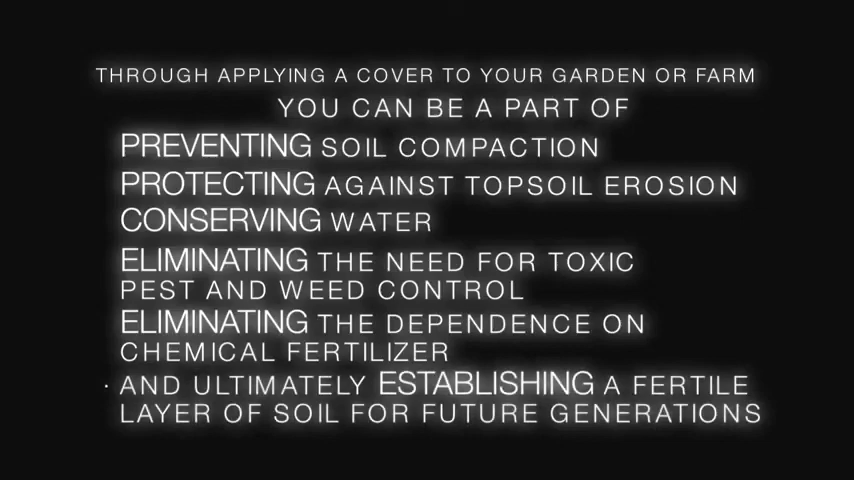 THROUGH APPLYING A COVER TO YOUR GARDEN OR FARM
YOU CAN BE A PART OF
PREVENTING SOIL COMPACTION
PROTECTING AGAINST TOPSOIL EROSION
CONSERVING WATER
ELIMINATING THE NEED FOR TOXIC
PEST AND WEED CONTROL
ELIMINATING THE DEPENDENCE ON
CHEMICAL FERTILIZER
· AND ULTIMATELY ESTABLISHING A FERTILE
LAYER OF SOIL FOR FUTURE GENERATIONS